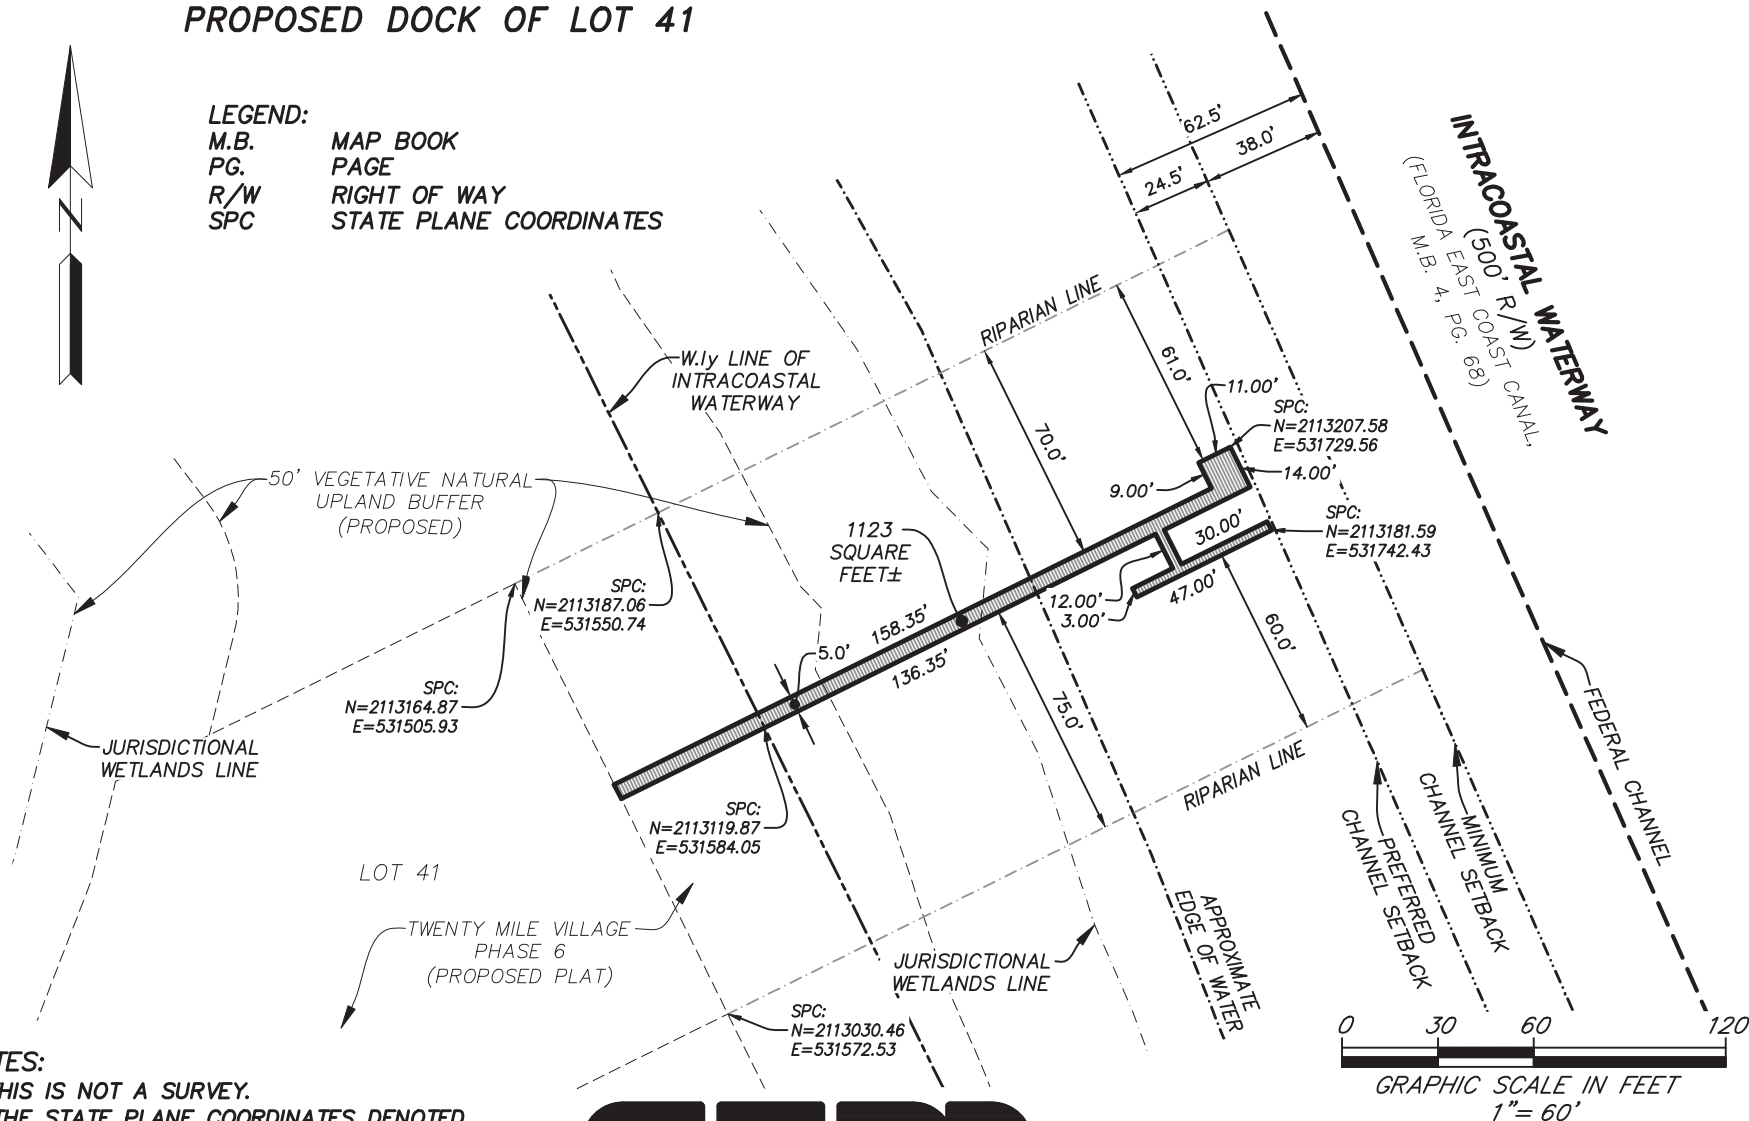 PROPOSED DOCK OF LOT 41
LEGEND:
M.B. MAP BOOK
PG. PAGE
R/W RIGHT OF WAY
SPC STATE PLANE COORDINATES
N
62.5'
38.0'
24.5'
INTRACOASTAL WATERWAY
(500' R/W)
(FLORIDA EAST COAST CANAL,
M.B. 4, PG. 68)
RIPARIAN LINE
W.ly LINE OF
INTRACOASTAL
WATERWAY
61.0'
70.0'
11.00'
SPC:
N=2113207.58
E=531729.56
14.00'
9.00'
50' VEGETATIVE NATURAL
UPLAND BUFFER
(PROPOSED)
1123
SQUARE
FEET±
30.00'
SPC:
N=2113181.59
E=531742.43
SPC:
N=2113187.06
E=531550.74
12.00'
3.00'
47.00'
158.35'
136.35'
5.0'
60.0'
75.0'
SPC:
N=2113164.87
E=531505.93
JURISDICTIONAL
WETLANDS LINE
RIPARIAN LINE
FEDERAL CHANNEL
SPC:
N=2113119.87
E=531584.05
MINIMUM
CHANNEL SETBACK
PREFERRED
CHANNEL SETBACK
LOT 41
TWENTY MILE VILLAGE
PHASE 6
(PROPOSED PLAT)
JURISDICTIONAL
WETLANDS LINE
APPROXIMATE
EDGE OF WATER
SPC:
N=2113030.46
E=531572.53
0 30 60 120
GRAPHIC SCALE IN FEET
1"= 60'
TES:
HIS IS NOT A SURVEY.
THE STATE PLANE COORDINATES DENOTED